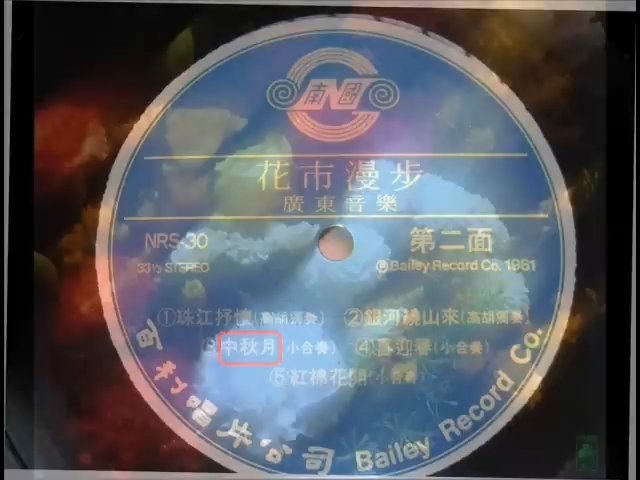 南國
花市漫步
廣東音樂
NRS-30 第二面
33⅓ STEREO ℗Bailey Record Co. 1981
①珠江抒懷(高胡獨奏) ②銀河繞山來(高胡獨奏)
中秋月(小合奏) ④喜迎春(小合奏)
⑤紅棉花開(小合奏)
百利唱片公司 Bailey Record Co.